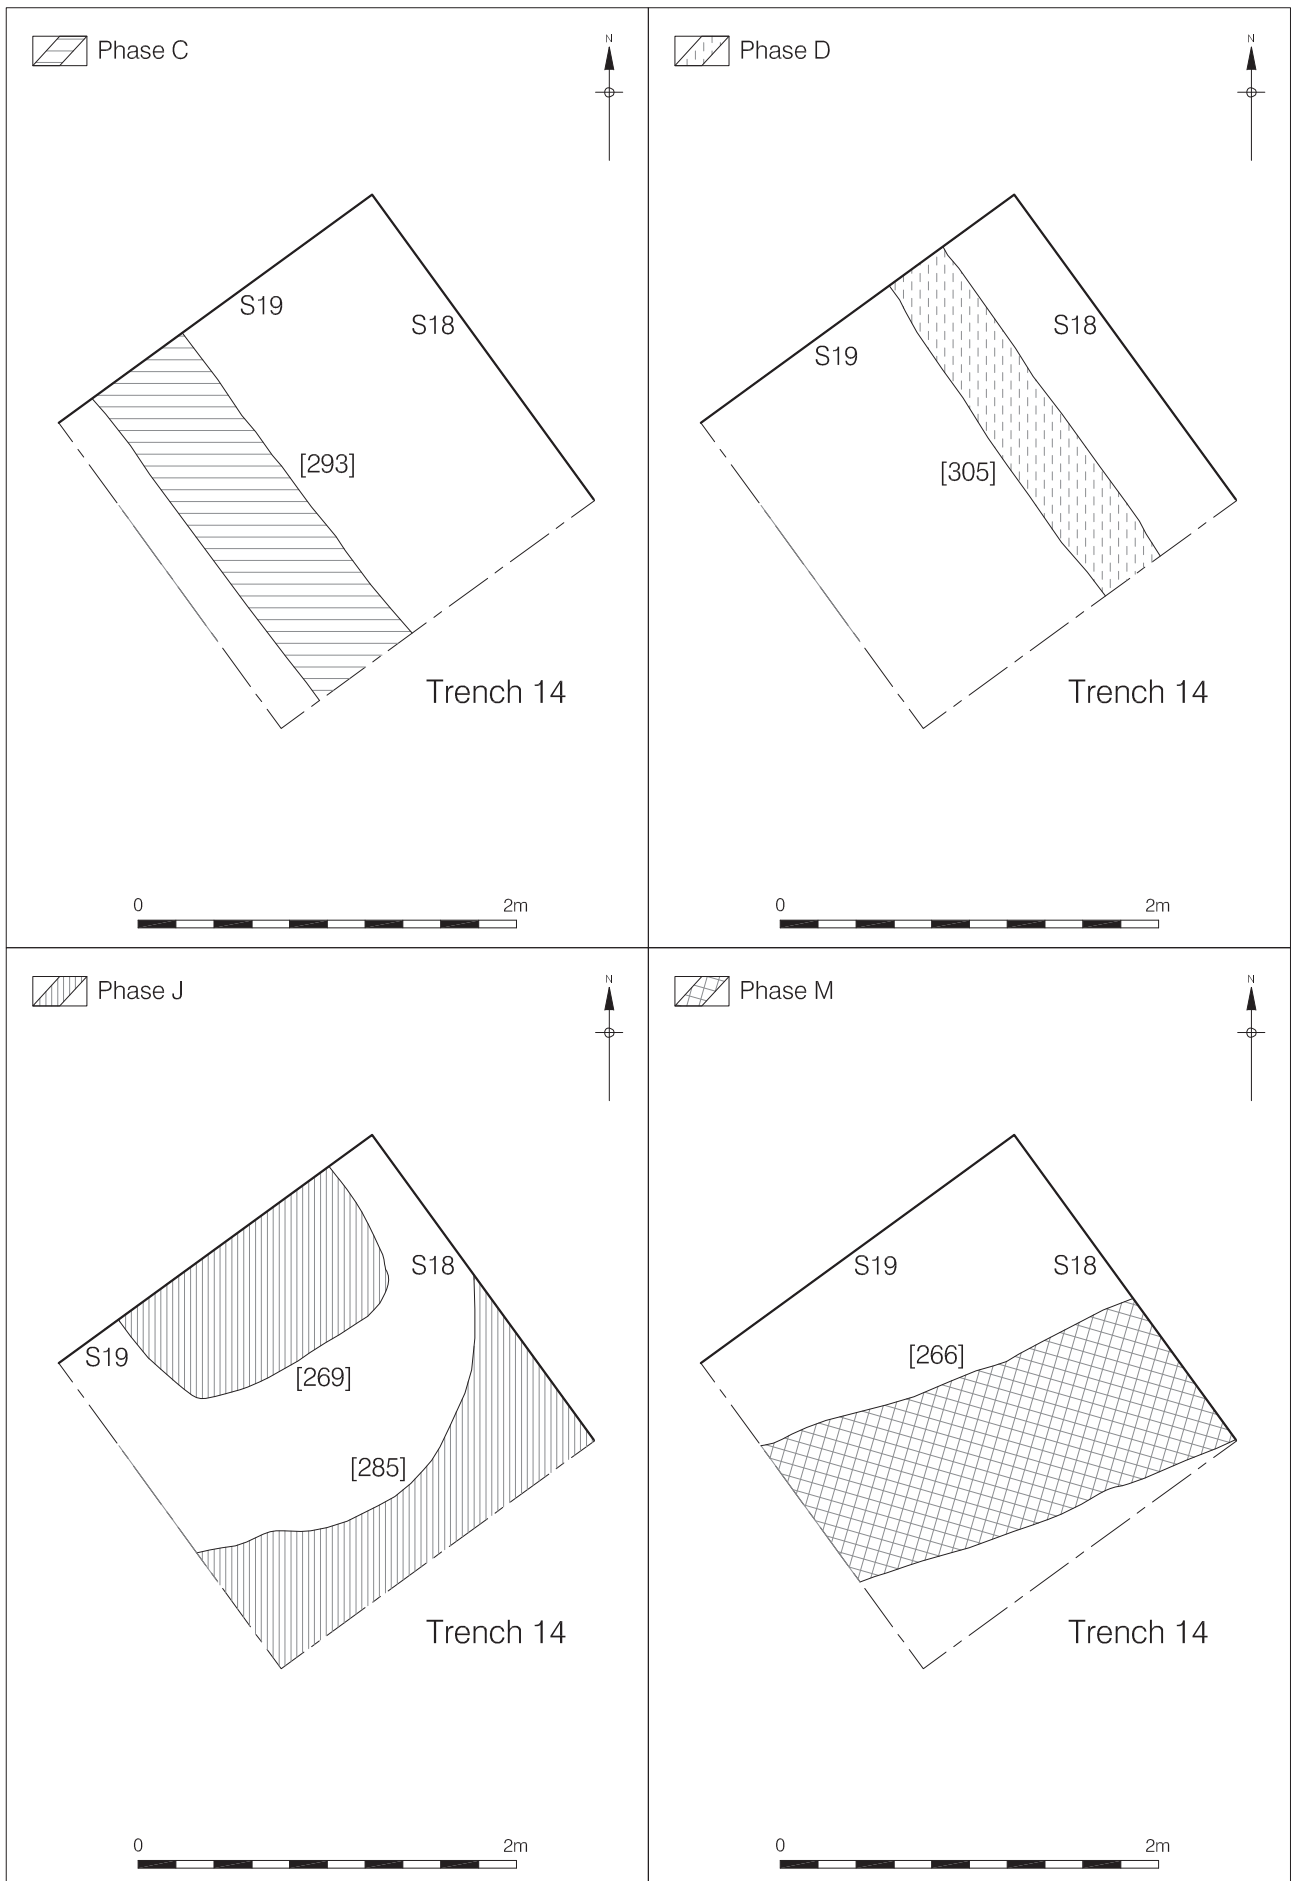 Phase C
N
S19
S18
[293]
Trench 14
0 2m
Phase D
N
S18
S19
[305]
Trench 14
0 2m
Phase J
N
S18
S19
[269]
[285]
Trench 14
0 2m
Phase M
N
S19
S18
[266]
Trench 14
0 2m